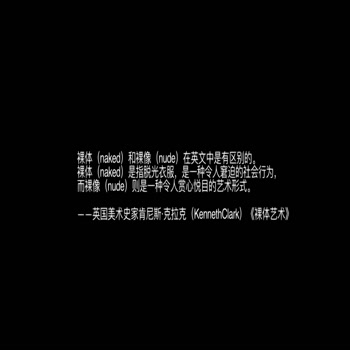 裸体（naked）和裸像（nude）在英文中是有区别的。
裸体（naked）是指脱光衣服，是一种令人窘迫的社会行为，
而裸像（nude）则是一种令人赏心悦目的艺术形式。
——英国美术史家肯尼斯·克拉克（KennethClark）《裸体艺术》